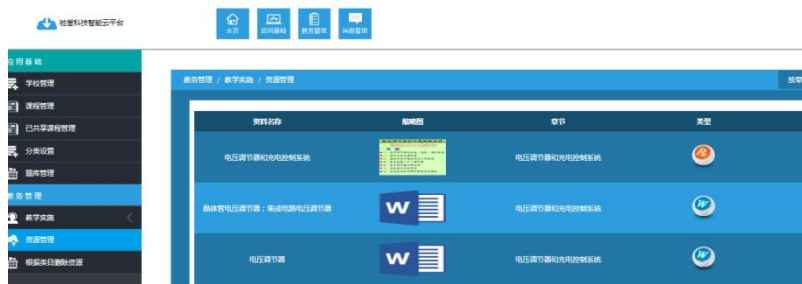 智能云平台
主页 应用基础 教务管理 消息管理
应用基础
学校管理
课程管理
已共享课程管理
分类设置
题库管理
教务管理
教学实施
资源管理
根据类目删除资源
教务管理 / 教学实施 / 资源管理
资料名称 缩略图 章节 类型
电压调节器和充电控制系统 电压调节器和充电控制系统
晶体管电压调节器；集成电路电压调节器 W 电压调节器和充电控制系统 W
电压调节器 W 电压调节器和充电控制系统 W